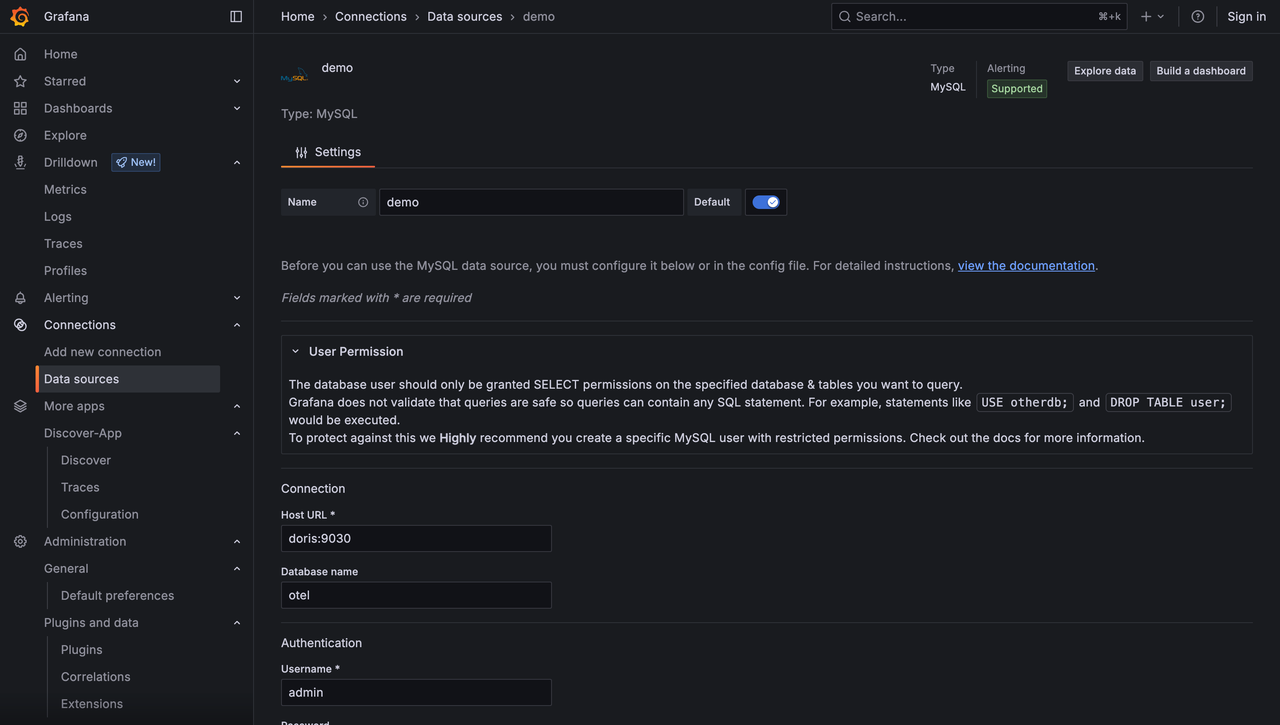 Grafana
Home › Connections › Data sources › demo
Search...
⌘+k
Sign in
Home
Starred
Dashboards
Explore
Drilldown
New!
Metrics
Logs
Traces
Profiles
Alerting
Connections
Add new connection
Data sources
More apps
Discover-App
Discover
Traces
Configuration
Administration
General
Default preferences
Plugins and data
Plugins
Correlations
Extensions
MySQL
demo
Type: MySQL
Type
MySQL
Alerting
Supported
Explore data
Build a dashboard
Settings
Name
demo
Default
Before you can use the MySQL data source, you must configure it below or in the config file. For detailed instructions, view the documentation.
Fields marked with * are required
User Permission
The database user should only be granted SELECT permissions on the specified database & tables you want to query.
Grafana does not validate that queries are safe so queries can contain any SQL statement. For example, statements like USE otherdb; and DROP TABLE user;
would be executed.
To protect against this we Highly recommend you create a specific MySQL user with restricted permissions. Check out the docs for more information.
Connection
Host URL *
doris:9030
Database name
otel
Authentication
Username *
admin
Password